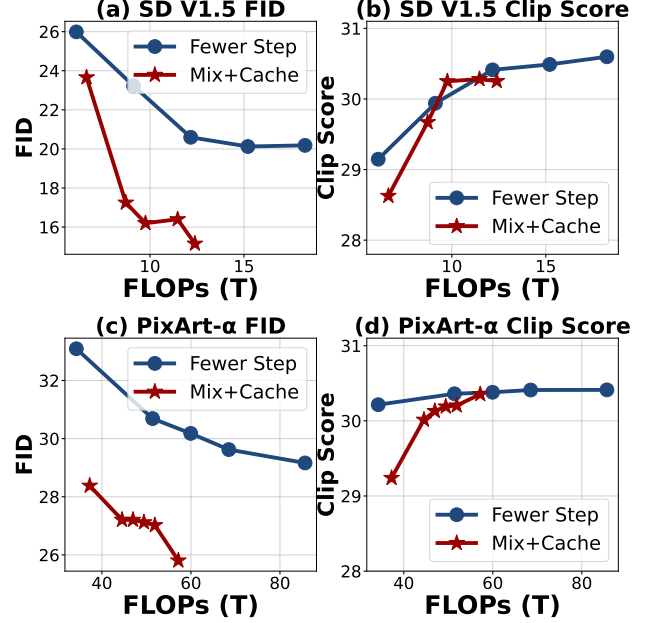 (a) SD V1.5 FID
26
24
22
20
18
16
FID
Fewer Step
Mix+Cache
10
15
FLOPs (T)
(b) SD V1.5 Clip Score
31
30
29
28
Clip Score
Fewer Step
Mix+Cache
10
15
FLOPs (T)
(c) PixArt-α FID
32
30
28
26
FID
Fewer Step
Mix+Cache
40
60
80
FLOPs (T)
(d) PixArt-α Clip Score
31
30
29
28
Clip Score
Fewer Step
Mix+Cache
40
60
80
FLOPs (T)